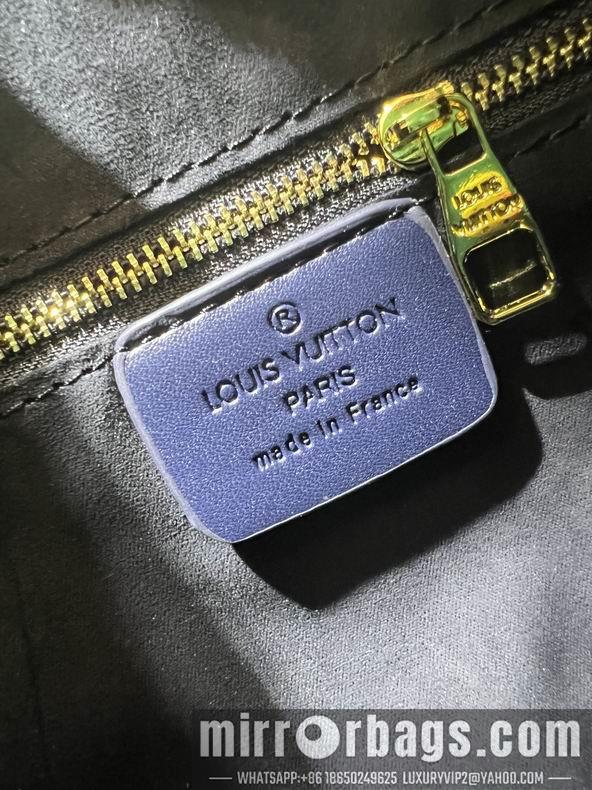 LOUIS
VUITTON
®
LOUIS VUITTON
PARIS
made in France
mirrorbags.com
WHATSAPP:+86 18650249625 LUXURYVIP2@YAHOO.COM